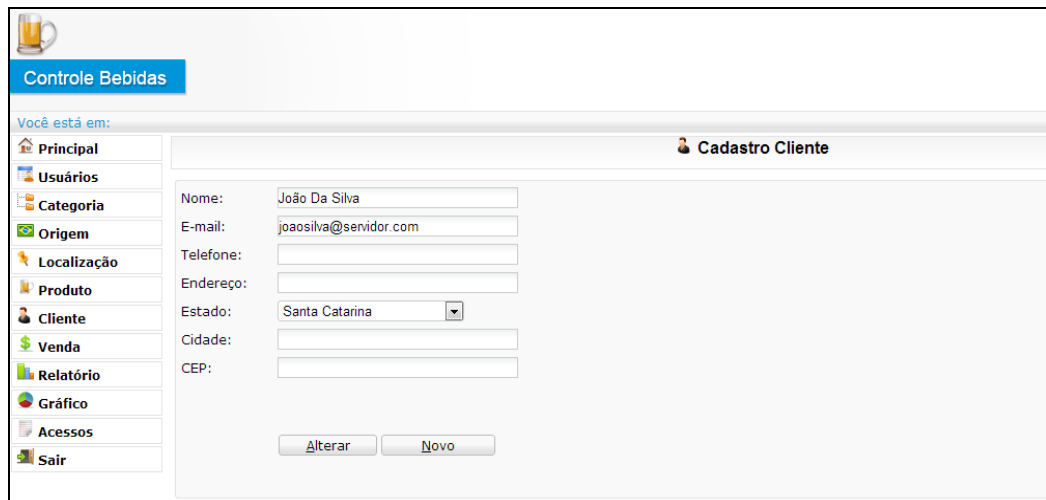 Controle Bebidas
Você está em:
Principal
Usuários
Categoria
Origem
Localização
Produto
Cliente
Venda
Relatório
Gráfico
Acessos
Sair
Cadastro Cliente
Nome: João Da Silva
E-mail: joaosilva@servidor.com
Telefone:
Endereço:
Estado: Santa Catarina
Cidade:
CEP:
Alterar Novo